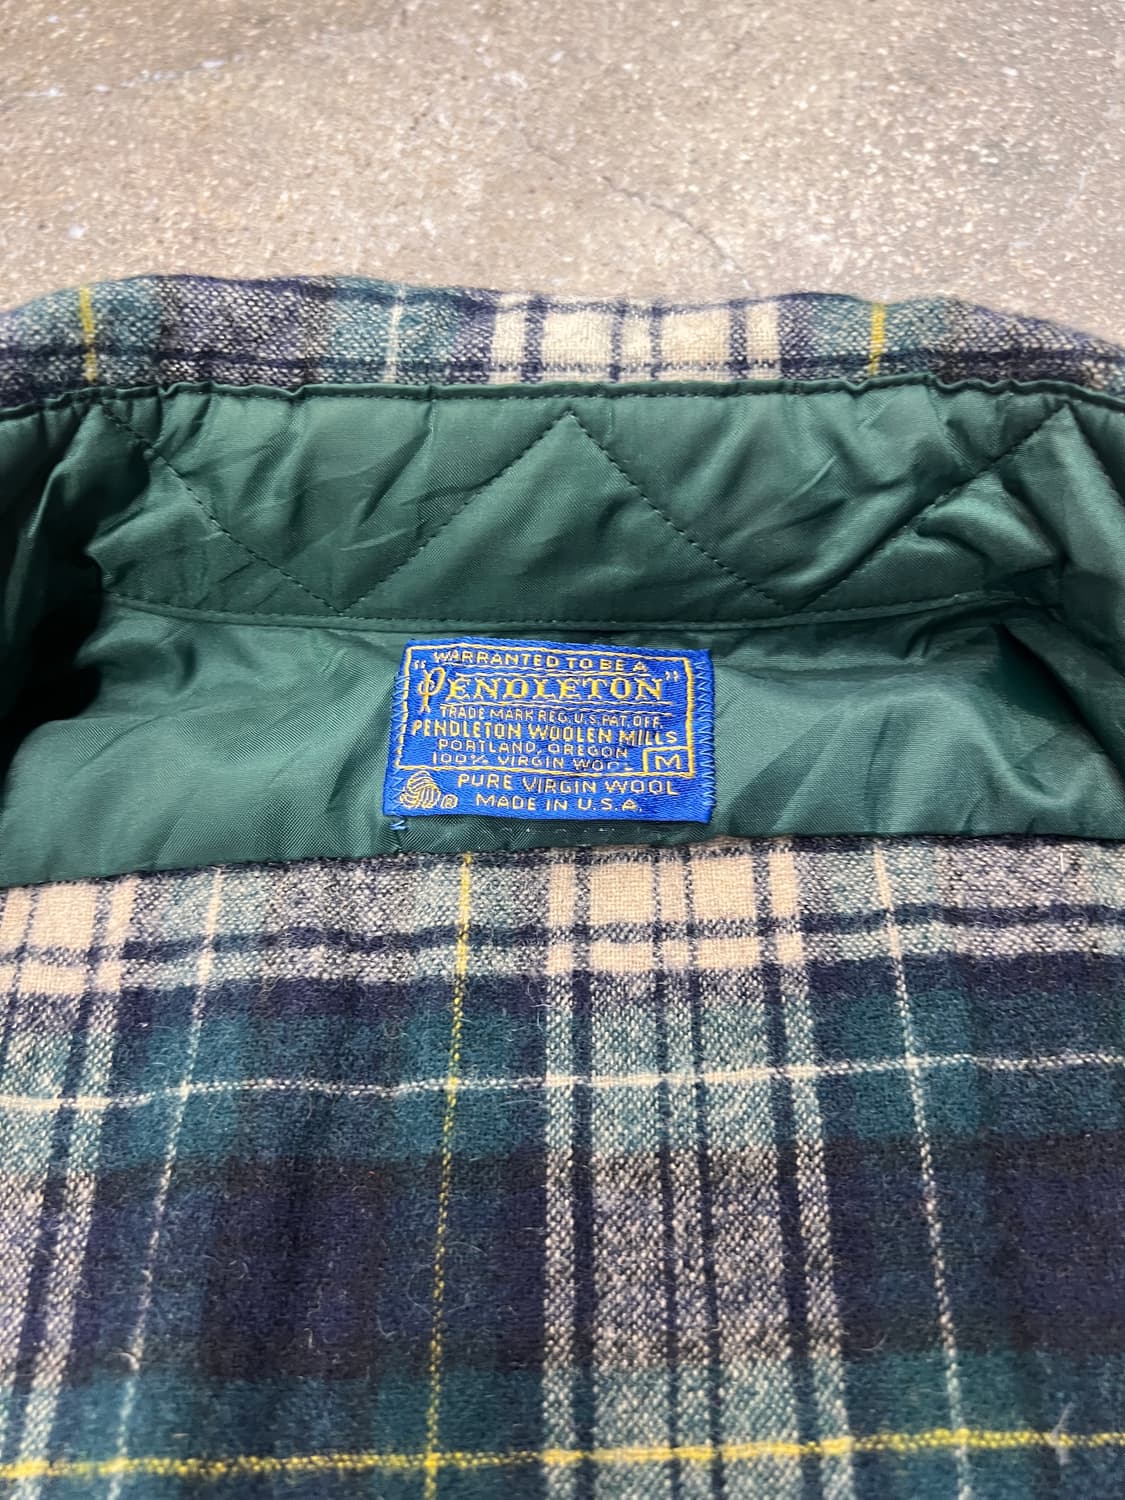 WARRANTED TO BE A
"PENDLETON"
TRADE MARK REG. U.S. PAT. OFF.
PENDLETON WOOLEN MILLS
PORTLAND, OREGON
100% VIRGIN WOOL
M
PURE VIRGIN WOOL
® MADE IN U.S.A.